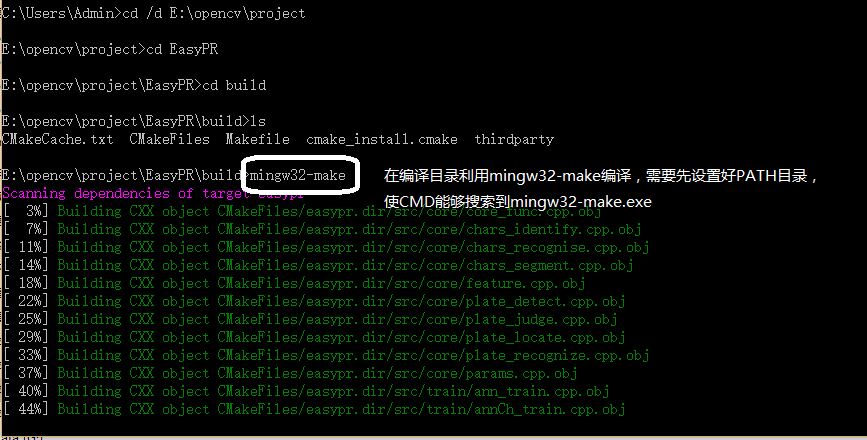 C:\Users\Admin>cd /d E:\opencv\project
E:\opencv\project>cd EasyPR
E:\opencv\project\EasyPR>cd build
E:\opencv\project\EasyPR\build>ls
CMakeCache.txt  CMakeFiles  Makefile  cmake_install.cmake  thirdparty
E:\opencv\project\EasyPR\build>mingw32-make
在编译目录利用mingw32-make编译，需要先设置好PATH目录，
使CMD能够搜索到mingw32-make.exe
Scanning dependencies of target easypr
[  3%] Building CXX object CMakeFiles/easypr.dir/src/core/core_func.cpp.obj
[  7%] Building CXX object CMakeFiles/easypr.dir/src/core/chars_identify.cpp.obj
[ 11%] Building CXX object CMakeFiles/easypr.dir/src/core/chars_recognise.cpp.obj
[ 14%] Building CXX object CMakeFiles/easypr.dir/src/core/chars_segment.cpp.obj
[ 18%] Building CXX object CMakeFiles/easypr.dir/src/core/feature.cpp.obj
[ 22%] Building CXX object CMakeFiles/easypr.dir/src/core/plate_detect.cpp.obj
[ 25%] Building CXX object CMakeFiles/easypr.dir/src/core/plate_judge.cpp.obj
[ 29%] Building CXX object CMakeFiles/easypr.dir/src/core/plate_locate.cpp.obj
[ 33%] Building CXX object CMakeFiles/easypr.dir/src/core/plate_recognize.cpp.obj
[ 37%] Building CXX object CMakeFiles/easypr.dir/src/core/params.cpp.obj
[ 40%] Building CXX object CMakeFiles/easypr.dir/src/train/ann_train.cpp.obj
[ 44%] Building CXX object CMakeFiles/easypr.dir/src/train/annCh_train.cpp.obj